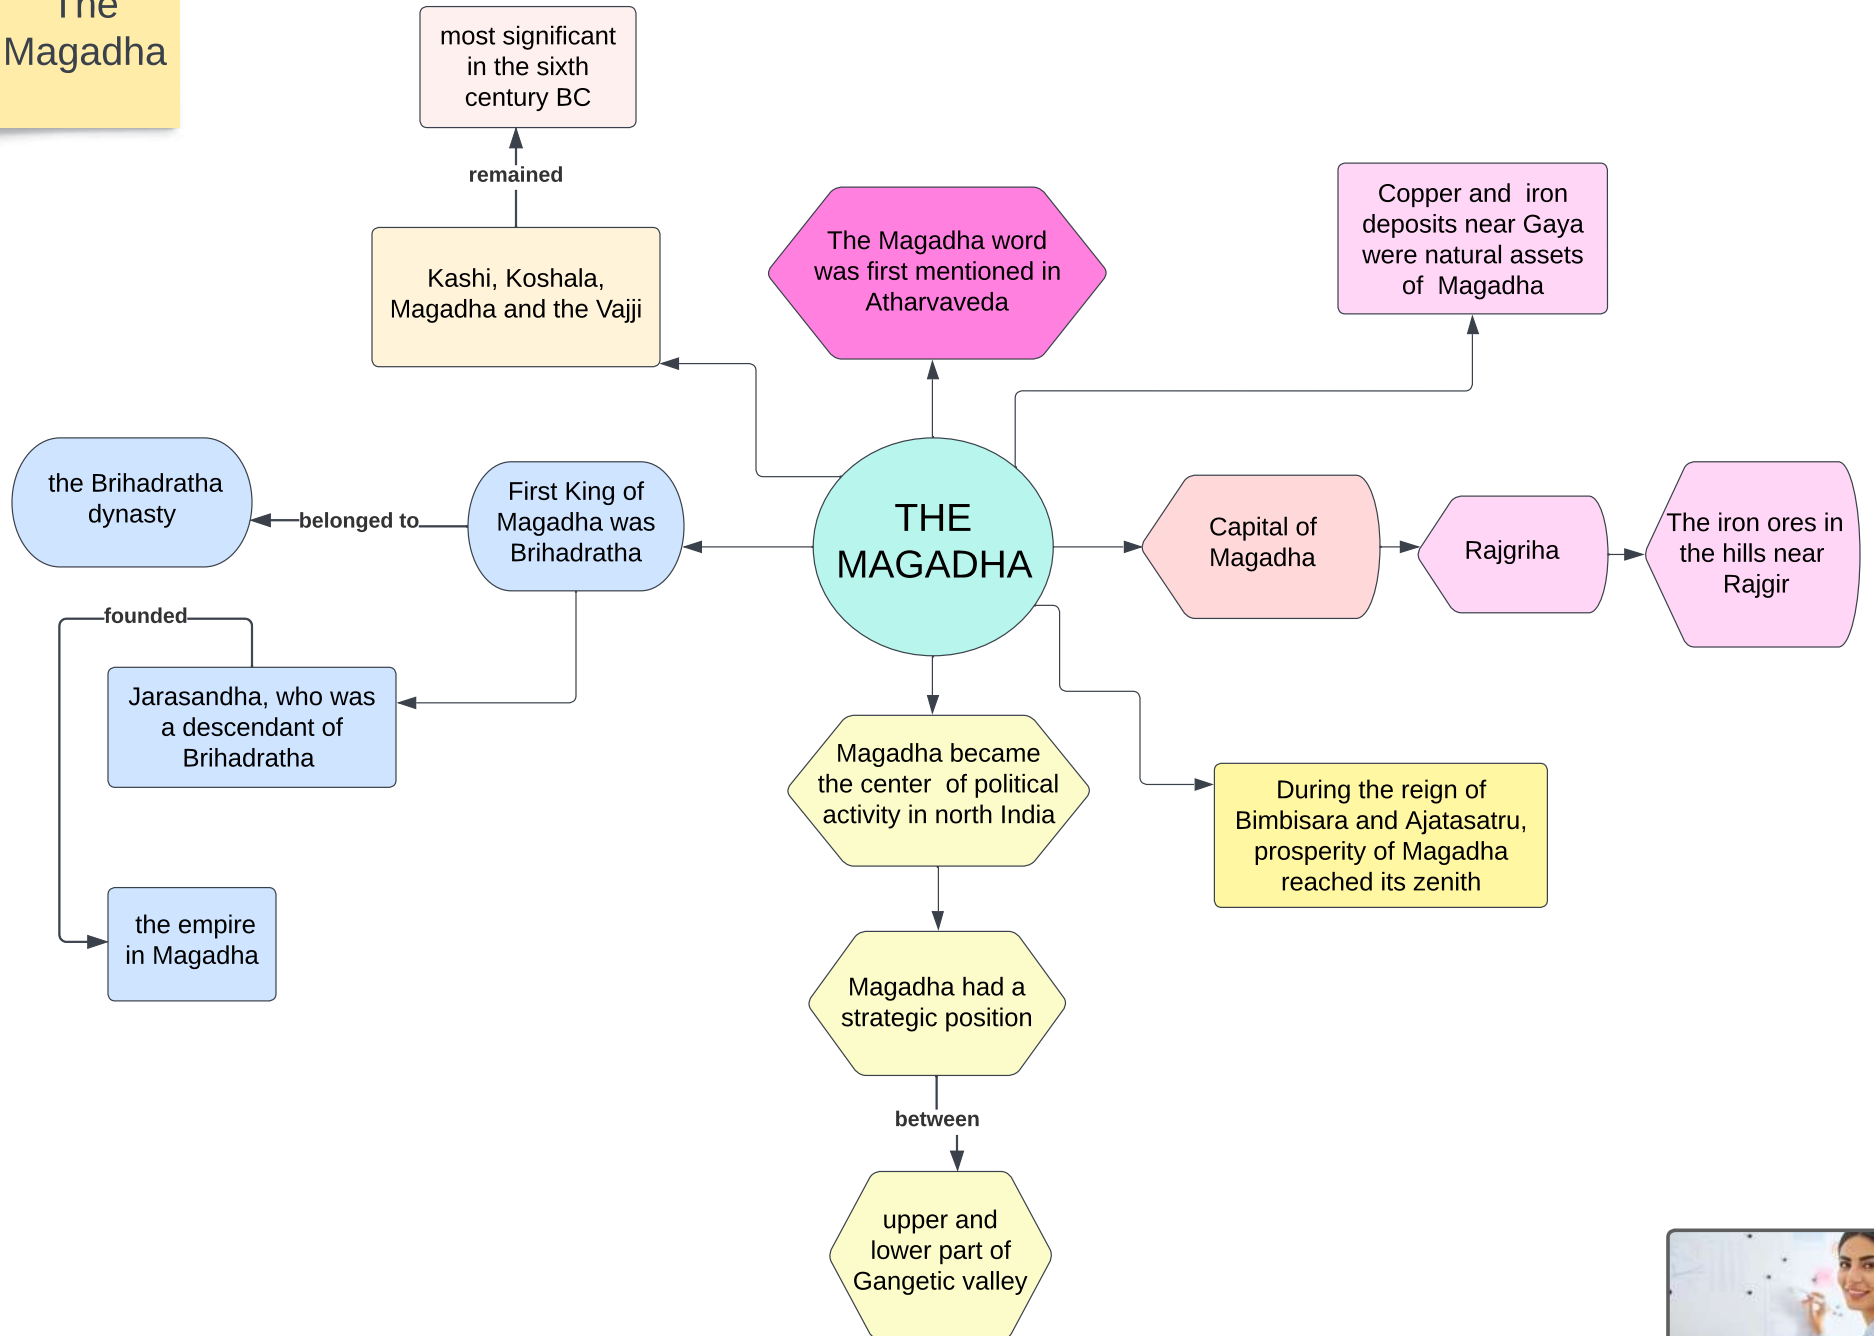 The
Magadha
most significant
in the sixth
century BC
remained
Kashi, Koshala,
Magadha and the Vajji
The Magadha word
was first mentioned in
Atharvaveda
Copper and iron
deposits near Gaya
were natural assets
of Magadha
the Brihadratha
dynasty
belonged to
First King of
Magadha was
Brihadratha
THE
MAGADHA
Capital of
Magadha
Rajgriha
The iron ores in
the hills near
Rajgir
founded
Jarasandha, who was
a descendant of
Brihadratha
the empire
in Magadha
Magadha became
the center of political
activity in north India
During the reign of
Bimbisara and Ajatasatru,
prosperity of Magadha
reached its zenith
Magadha had a
strategic position
between
upper and
lower part of
Gangetic valley